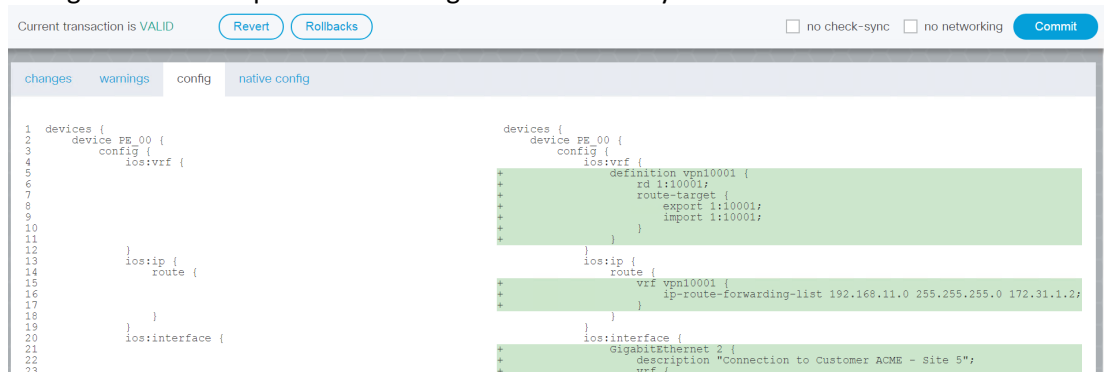 Current transaction is VALID Revert Rollbacks no check-sync no networking Commit
changes warnings config native config
1 devices { devices {
2 device PE_00 { device PE_00 {
3 config { config {
4 ios:vrf { ios:vrf {
5 + definition vpn10001 {
6 + rd 1:10001;
7 + route-target {
8 + export 1:10001;
9 + import 1:10001;
10 + }
11 + }
12 } }
13 ios:ip { ios:ip {
14 route { route {
15 + vrf vpn10001 {
16 + ip-route-forwarding-list 192.168.11.0 255.255.255.0 172.31.1.2;
17 + }
18 } }
19 } }
20 ios:interface { ios:interface {
21 + GigabitEthernet 2 {
22 + description "Connection to Customer ACME - Site 5";
23 + vrf {